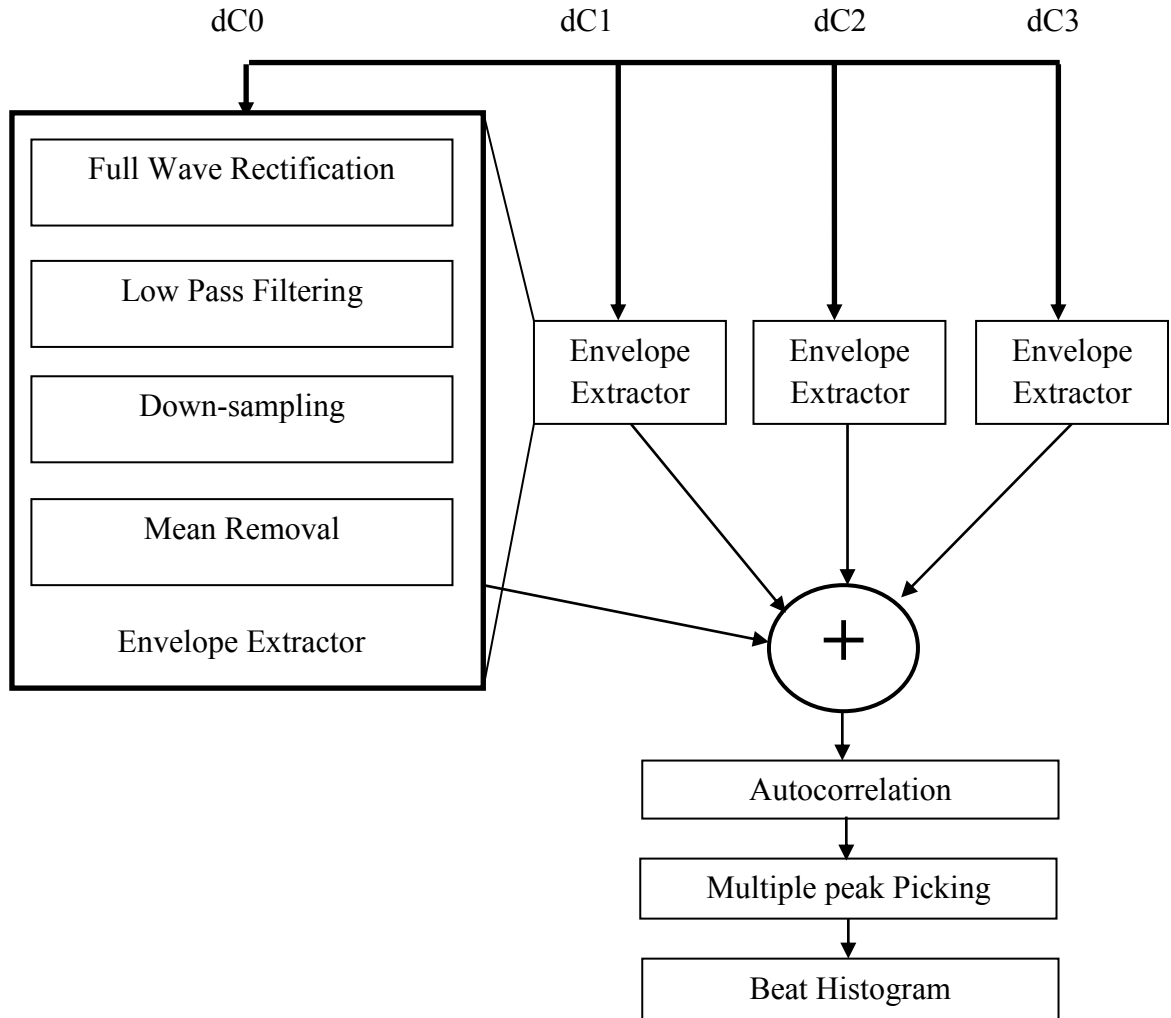 dC0 dC1 dC2 dC3
Full Wave Rectification
Low Pass Filtering
Down-sampling
Mean Removal
Envelope Extractor
Envelope
Extractor
Envelope
Extractor
Envelope
Extractor
+
Autocorrelation
Multiple peak Picking
Beat Histogram